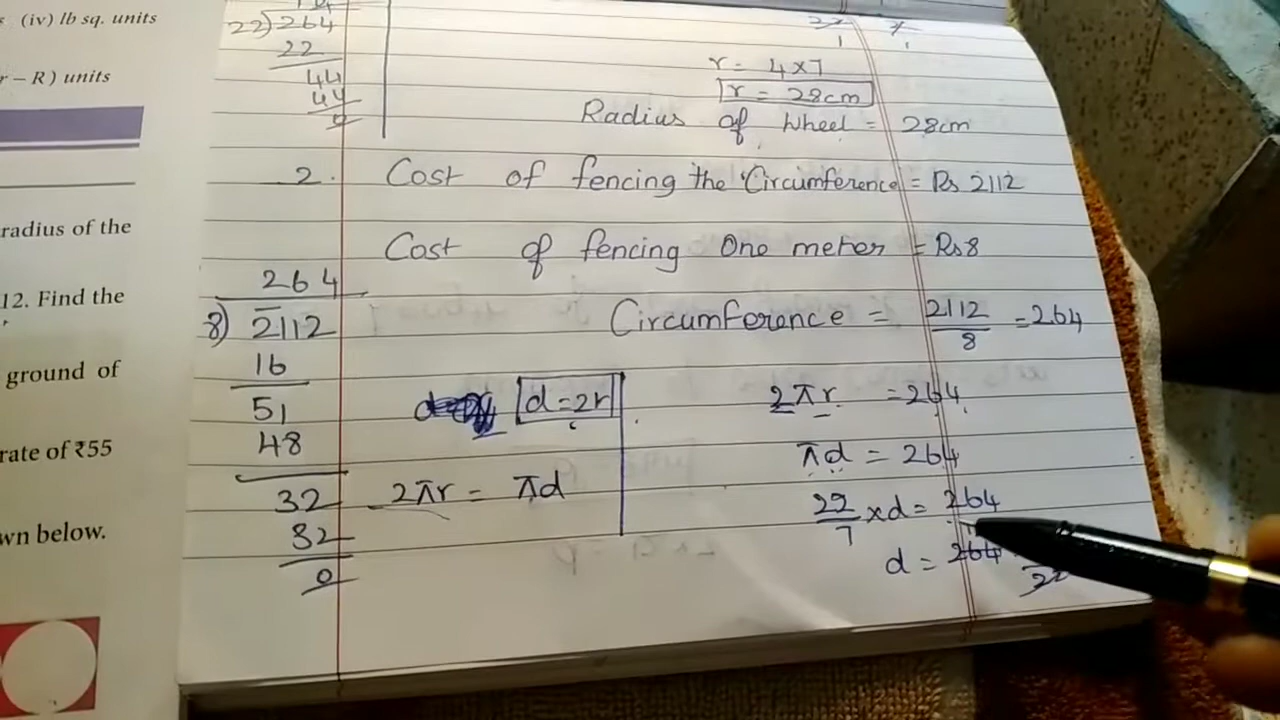 (iv) lb sq. units
r – R ) units
radius of the
12. Find the
ground of
rate of ₹55
wn below.
22)264
22
44
44
0
r = 4×7
r = 28cm
Radius of Wheel = 28cm
2. Cost of fencing the Circumference = Rs 2112
Cost of fencing One meter = Rs8
264
8) 2112
16
51
48
32
32
0
Circumference = 2112/8 = 264
d=2r
2πr = πd
2πr = 264
πd = 264
22/7 ×d = 264
d = 264
22